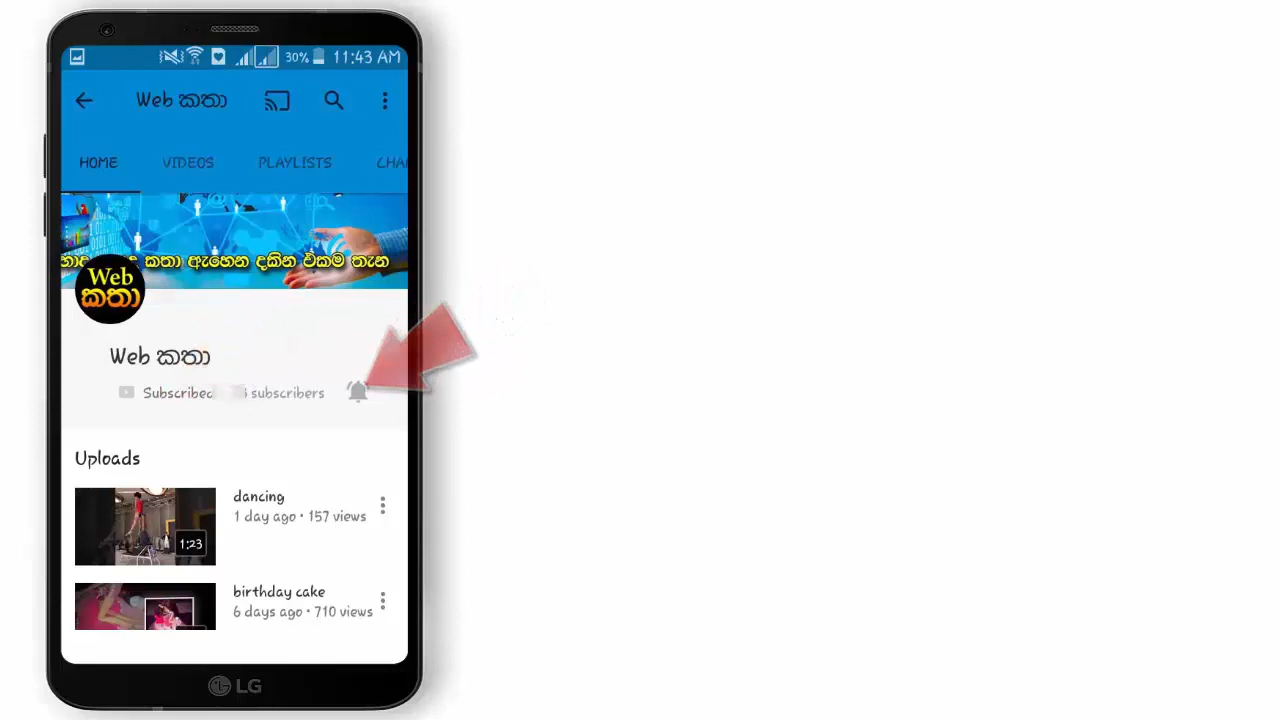 30% 11:43 AM
Web කතා
HOME VIDEOS PLAYLISTS
කතා ඇහෙන දකින එකම තැන
Web
කතා
Web කතා
Subscribed subscribers
Uploads
dancing
1 day ago • 157 views
1:23
birthday cake
6 days ago • 710 views
LG